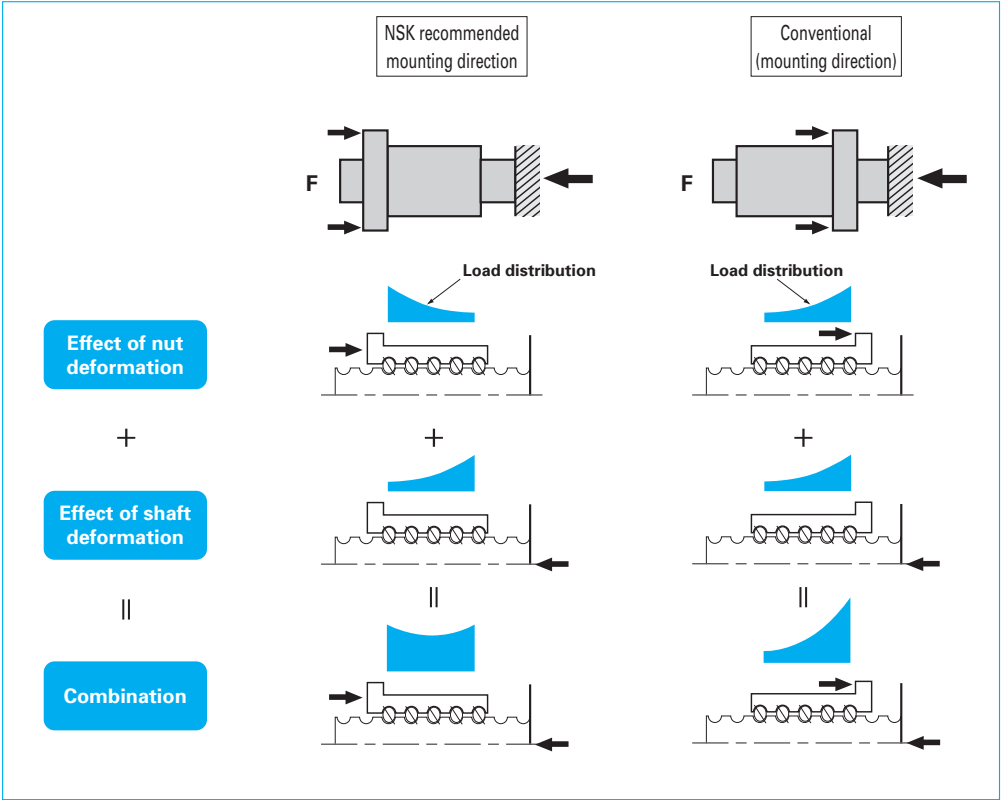 NSK recommended
mounting direction
Conventional
(mounting direction)
F
F
Load distribution
Load distribution
Effect of nut
deformation
+
+
+
Effect of shaft
deformation
=
=
=
Combination